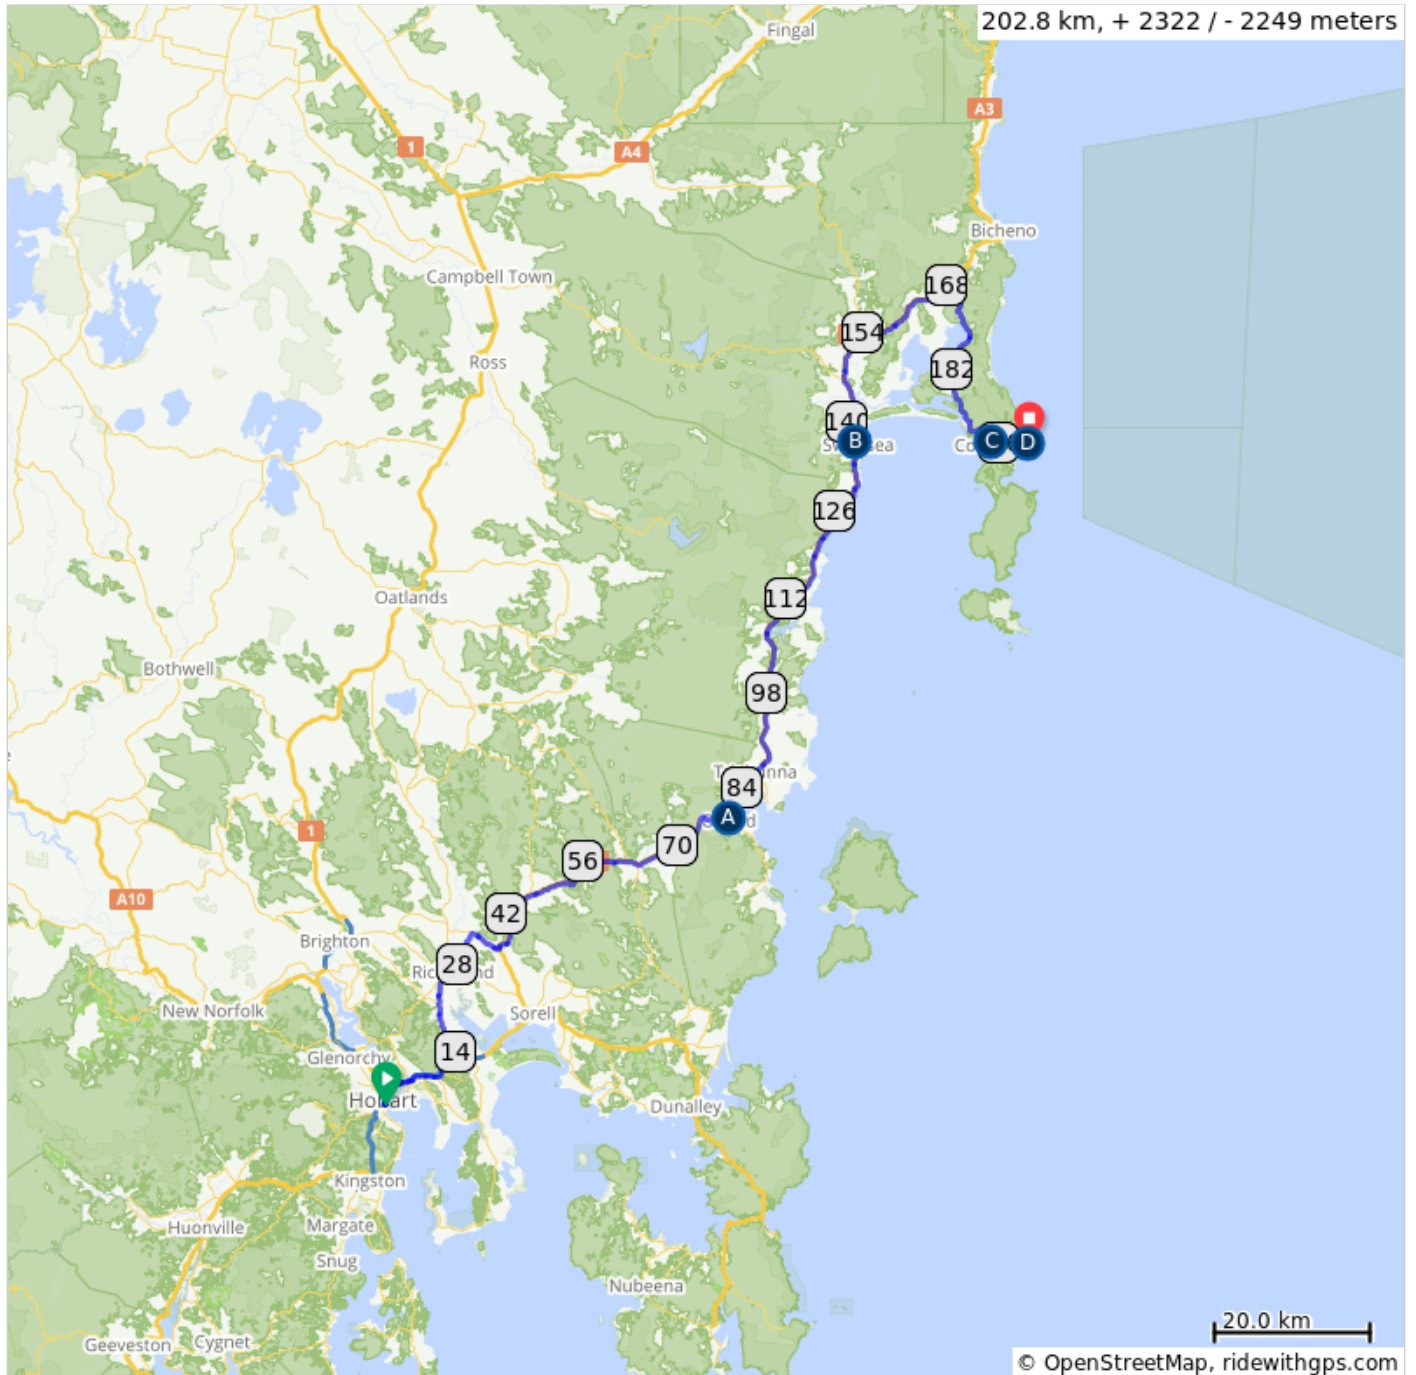 202.8 km, + 2322 / - 2249 meters
Fingal
A3
1
A4
Bicheno
Campbell Town
168
154
Ross
182
140
B
C
D
126
Oatlands
112
Bothwell
98
84
A
1
70
56
A10
42
Brighton
28
New Norfolk
Sorell
14
Glenorchy
Hobart
Dunalley
Kingston
Huonville
Margate
Snug
Nubeena
20.0 km
Geeveston
Cygnet
© OpenStreetMap, ridewithgps.com